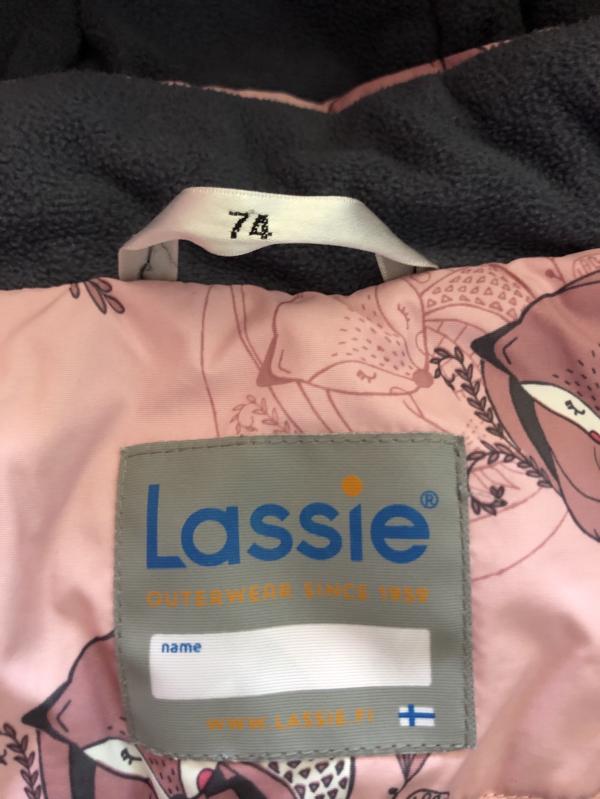 74
Lassie®
OUTERWEAR SINCE 1959
name
WWW.LASSIE.FI